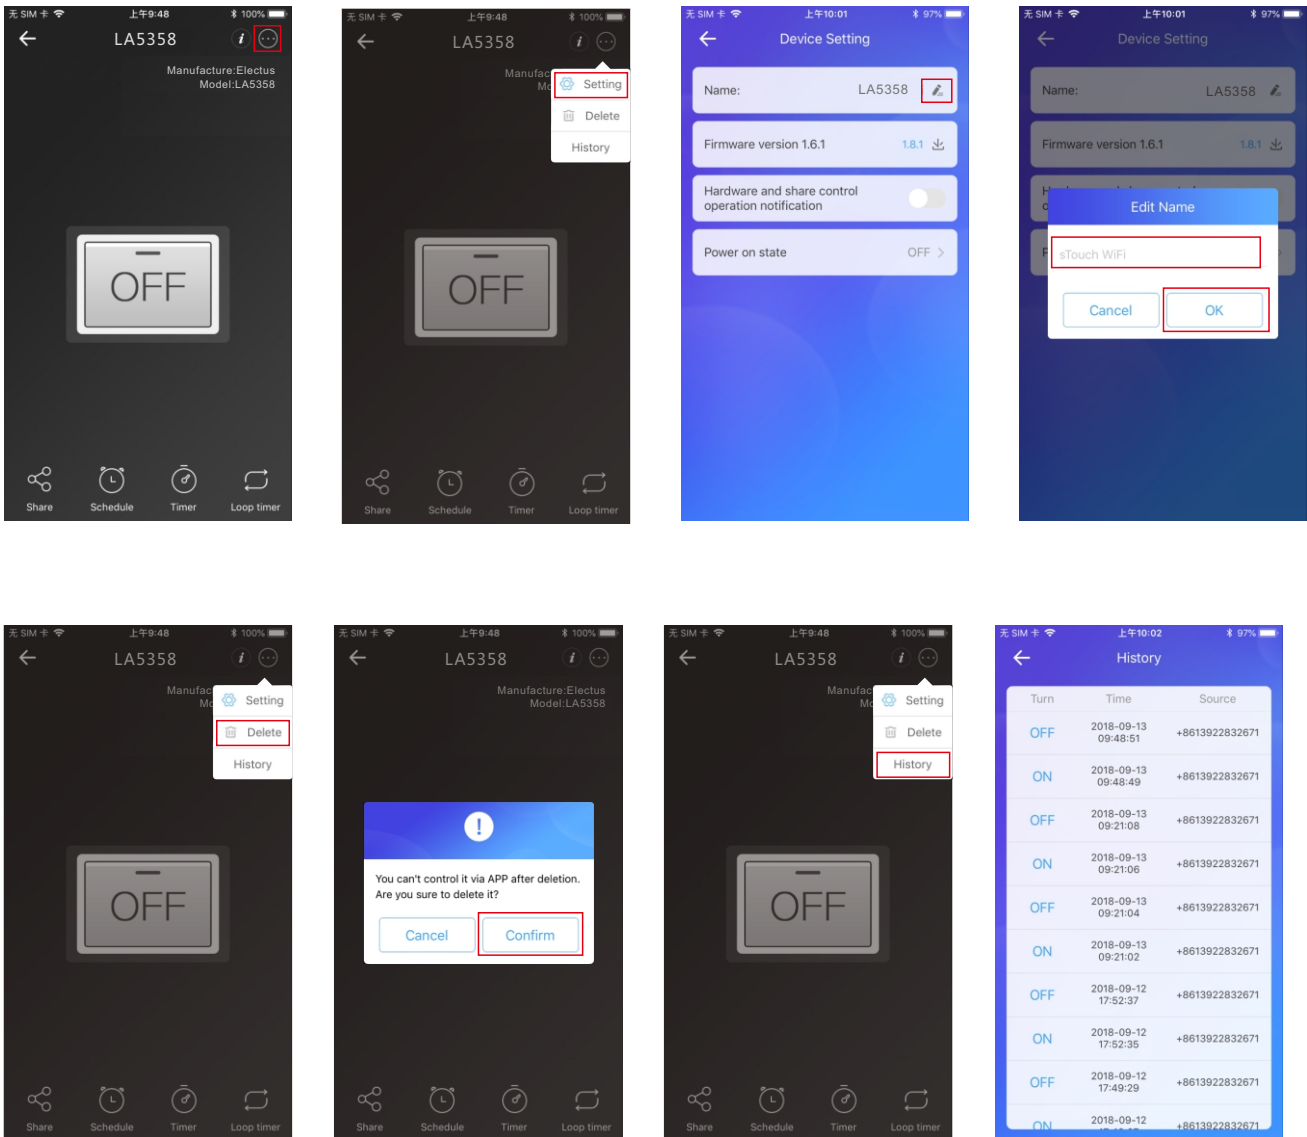 无 SIM 卡 上午9:48 100%
LA5358 i
Manufacture:Electus
Model:LA5358
OFF
Share Schedule Timer Loop timer
无 SIM 卡 上午9:48 100%
LA5358 i
Manufac
Mo
Setting
Delete
History
OFF
Share Schedule Timer Loop timer
无 SIM 卡 上午10:01 97%
Device Setting
Name: LA5358
Firmware version 1.6.1 1.8.1
Hardware and share control
operation notification
Power on state OFF
无 SIM 卡 上午10:01 97%
Device Setting
Name: LA5358
Firmware version 1.6.1 1.8.1
Edit Name
sTouch WiFi
Cancel OK
无 SIM 卡 上午9:48 100%
LA5358 i
Manufac
Mo
Setting
Delete
History
OFF
Share Schedule Timer Loop timer
无 SIM 卡 上午9:48 100%
LA5358 i
Manufacture:Electus
Model:LA5358
!
You can't control it via APP after deletion.
Are you sure to delete it?
Cancel Confirm
Share Schedule Timer Loop timer
无 SIM 卡 上午9:48 100%
LA5358 i
Manufac
Mo
Setting
Delete
History
OFF
Share Schedule Timer Loop timer
无 SIM 卡 上午10:02 97%
History
Turn Time Source
OFF 2018-09-13 09:48:51 +8613922832671
ON 2018-09-13 09:48:49 +8613922832671
OFF 2018-09-13 09:21:08 +8613922832671
ON 2018-09-13 09:21:06 +8613922832671
OFF 2018-09-13 09:21:04 +8613922832671
ON 2018-09-13 09:21:02 +8613922832671
OFF 2018-09-12 17:52:37 +8613922832671
ON 2018-09-12 17:52:35 +8613922832671
OFF 2018-09-12 17:49:29 +8613922832671
ON 2018-09-12 +8613922832671